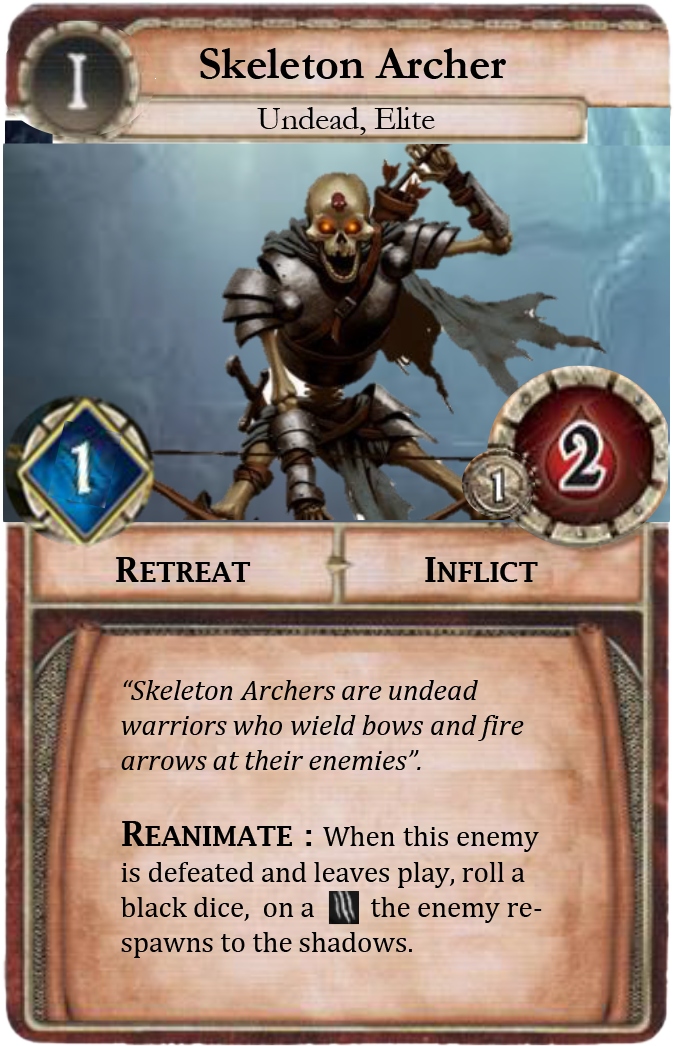 I
Skeleton Archer
Undead, Elite
1
1
2
RETREAT
INFLICT
“Skeleton Archers are undead
warriors who wield bows and fire
arrows at their enemies”.
REANIMATE : When this enemy
is defeated and leaves play, roll a
black dice, on a the enemy re-
spawns to the shadows.